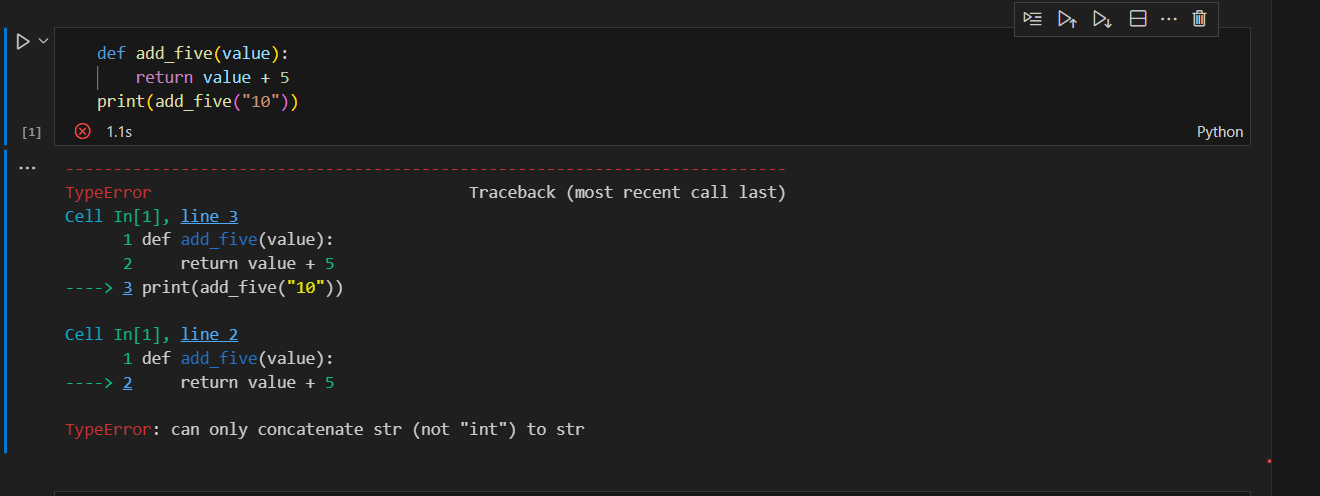 def add_five(value):
    return value + 5
print(add_five("10"))
[1]
1.1s
Python
---------------------------------------------------------------------------
TypeError                                 Traceback (most recent call last)
Cell In[1], line 3
      1 def add_five(value):
      2     return value + 5
----> 3 print(add_five("10"))

Cell In[1], line 2
      1 def add_five(value):
----> 2     return value + 5

TypeError: can only concatenate str (not "int") to str